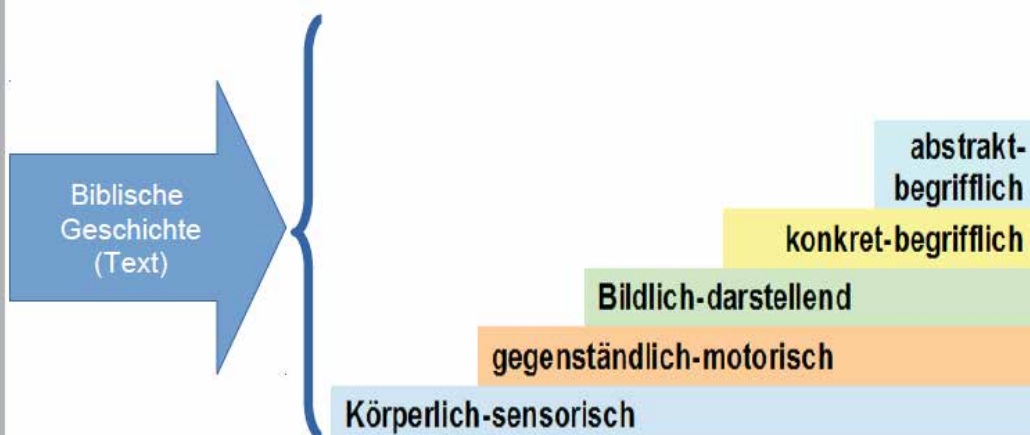 Biblische
Geschichte
(Text)
abstrakt-
begrifflich
konkret-begrifflich
Bildlich-darstellend
gegenständlich-motorisch
Körperlich-sensorisch